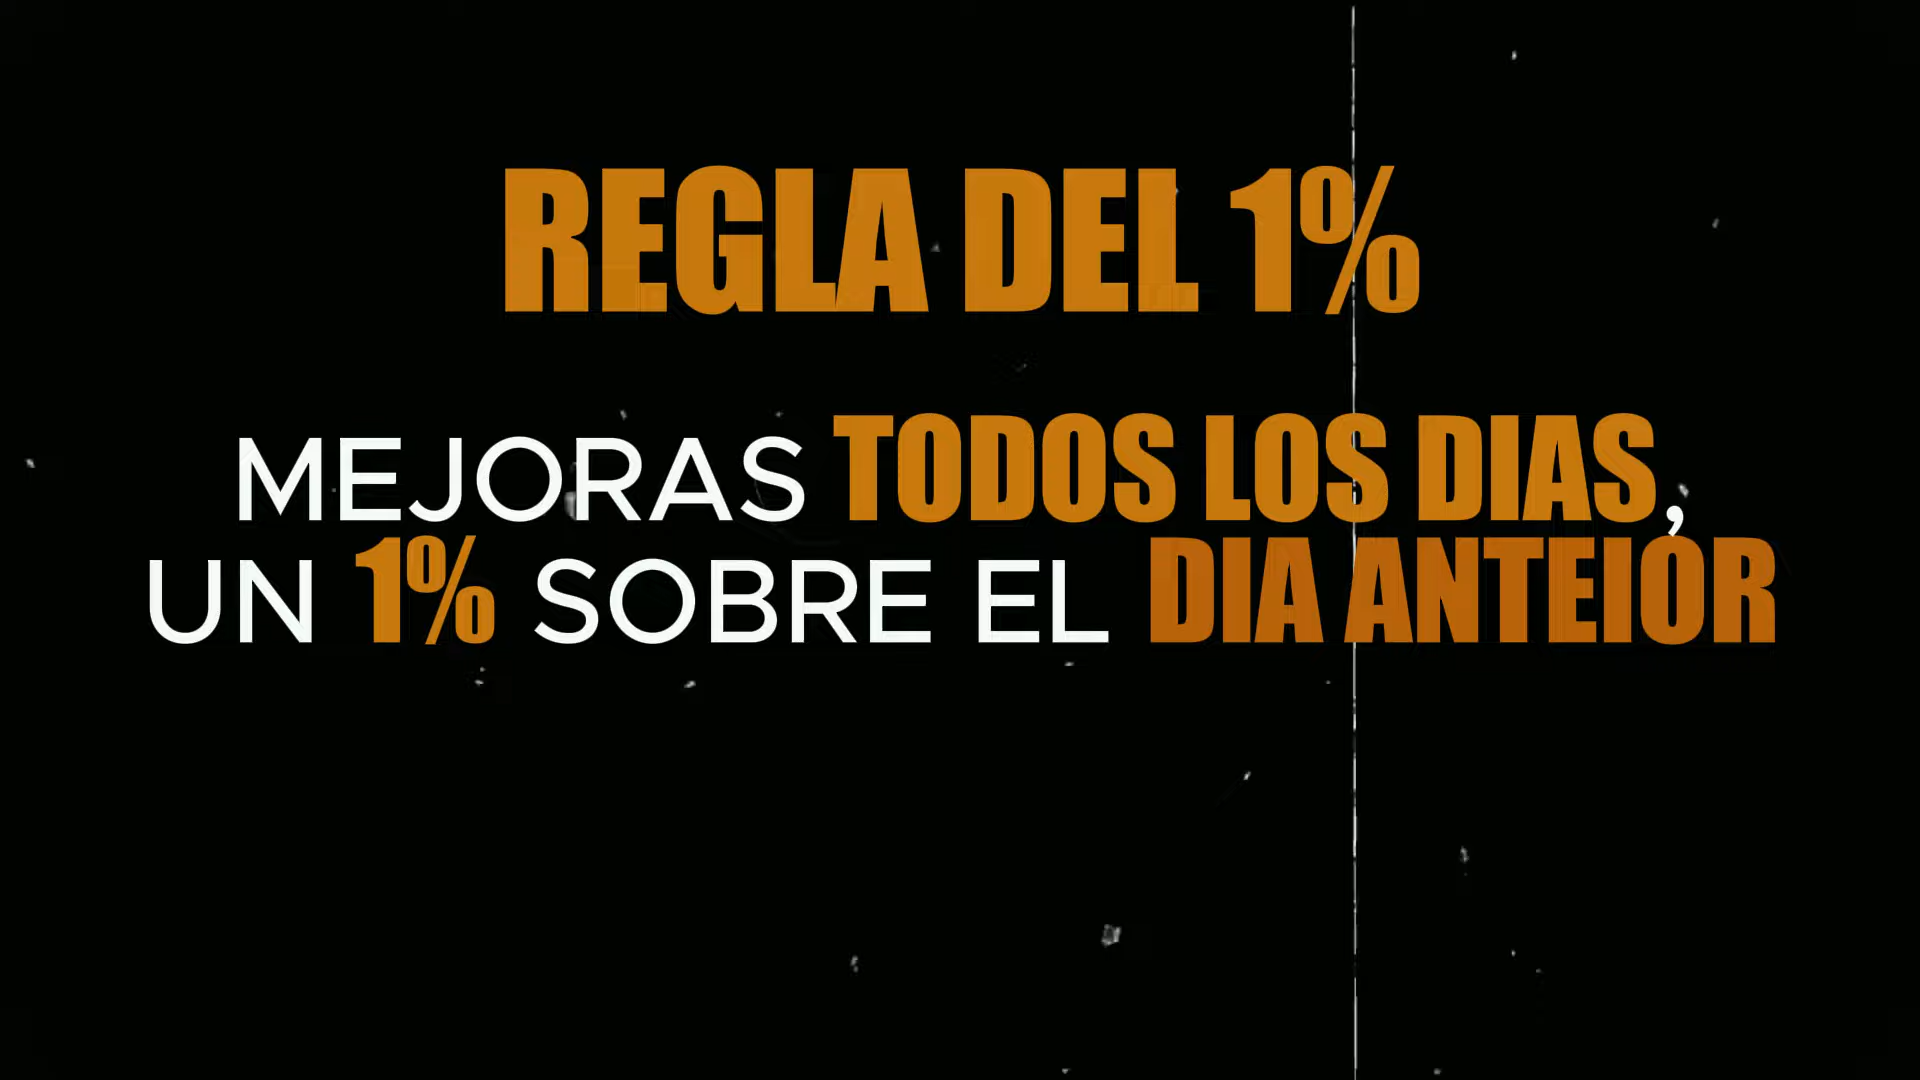 REGLA DEL 1%
MEJORAS TODOS LOS DIAS,
UN 1% SOBRE EL DIA ANTEIOR